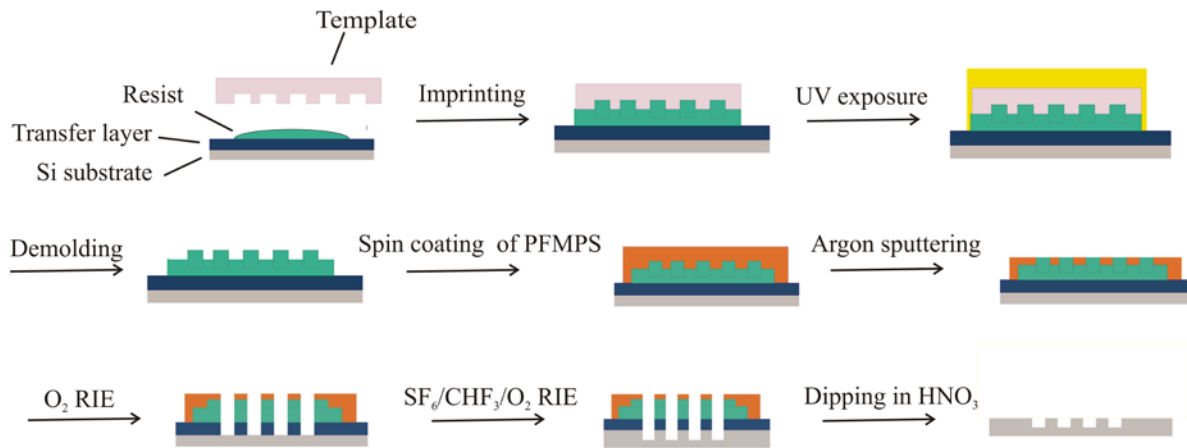 Template
Resist
Transfer layer
Si substrate
Imprinting
UV exposure
Demolding
Spin coating of PFMPS
Argon sputtering
O₂ RIE
SF₆/CHF₃/O₂ RIE
Dipping in HNO₃